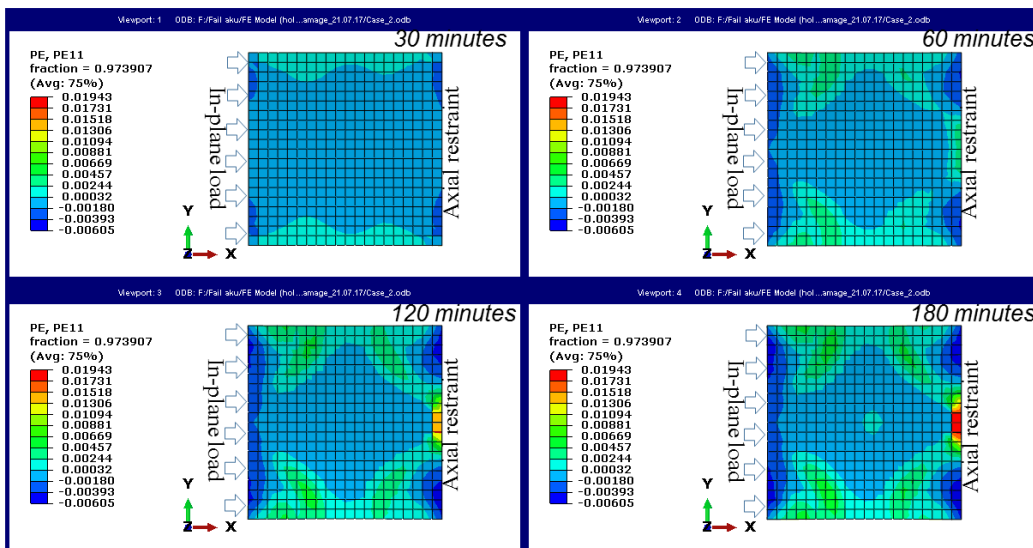 Viewport: 1 ODB: F:/Fail aku/FE Model (hol...amage_21.07.17/Case_2.odb
30 minutes
PE, PE11
fraction = 0.973907
(Avg: 75%)
0.01943
0.01731
0.01518
0.01306
0.01094
0.00881
0.00669
0.00457
0.00244
0.00032
-0.00180
-0.00393
-0.00605
In-plane load
Axial restraint
Y
Z
X
Viewport: 2 ODB: F:/Fail aku/FE Model (hol...amage_21.07.17/Case_2.odb
60 minutes
PE, PE11
fraction = 0.973907
(Avg: 75%)
0.01943
0.01731
0.01518
0.01306
0.01094
0.00881
0.00669
0.00457
0.00244
0.00032
-0.00180
-0.00393
-0.00605
In-plane load
Axial restraint
Y
Z
X
Viewport: 3 ODB: F:/Fail aku/FE Model (hol...amage_21.07.17/Case_2.odb
120 minutes
PE, PE11
fraction = 0.973907
(Avg: 75%)
0.01943
0.01731
0.01518
0.01306
0.01094
0.00881
0.00669
0.00457
0.00244
0.00032
-0.00180
-0.00393
-0.00605
In-plane load
Axial restraint
Y
Z
X
Viewport: 4 ODB: F:/Fail aku/FE Model (hol...amage_21.07.17/Case_2.odb
180 minutes
PE, PE11
fraction = 0.973907
(Avg: 75%)
0.01943
0.01731
0.01518
0.01306
0.01094
0.00881
0.00669
0.00457
0.00244
0.00032
-0.00180
-0.00393
-0.00605
In-plane load
Axial restraint
Y
Z
X